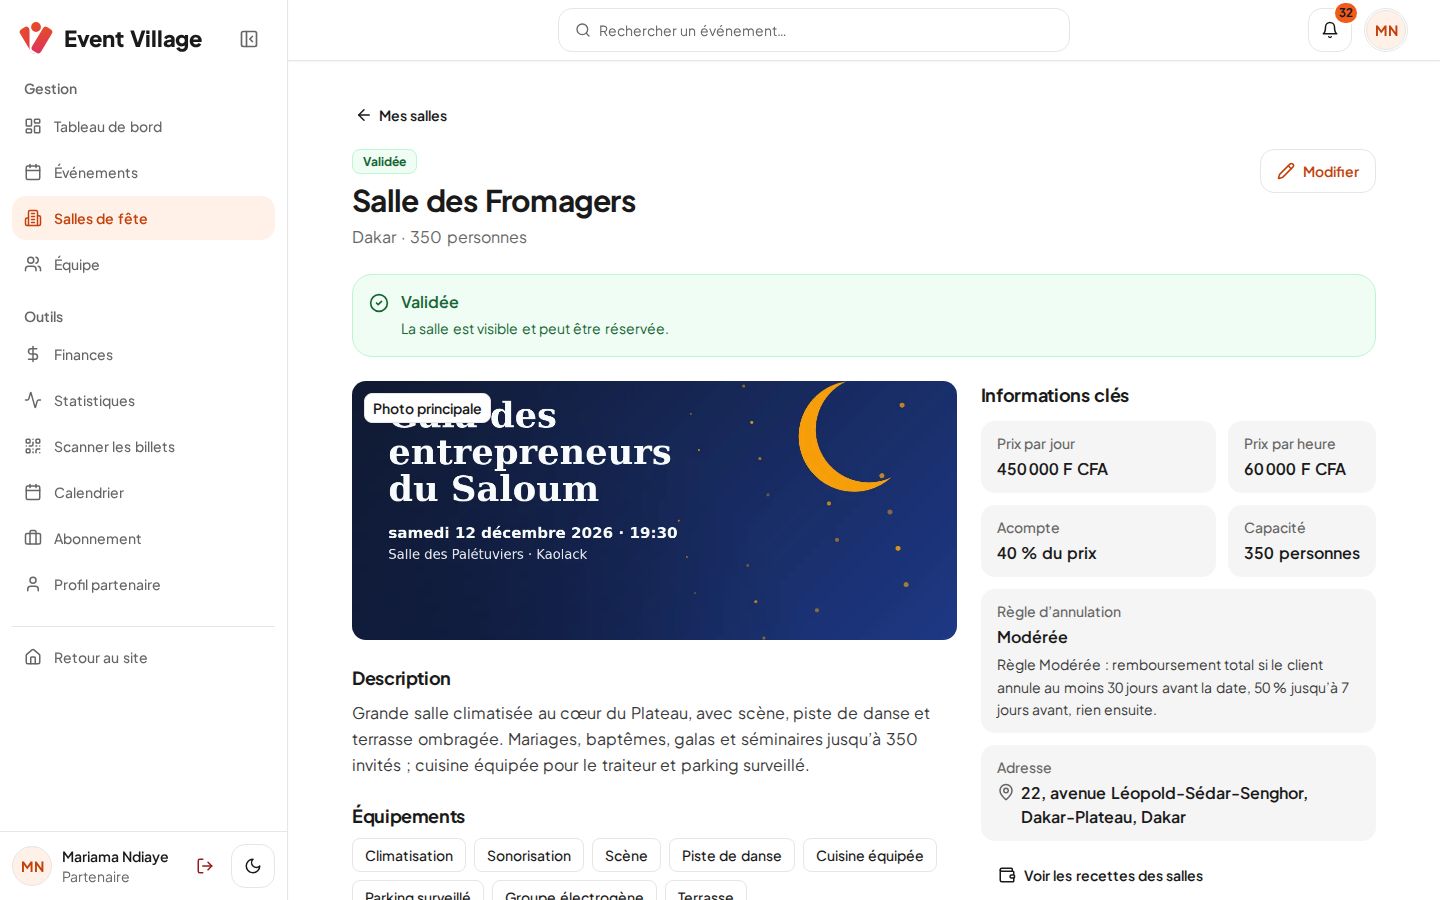 Event Village
Gestion
Tableau de bord
Événements
Salles de fête
Équipe
Outils
Finances
Statistiques
Scanner les billets
Calendrier
Abonnement
Profil partenaire
Retour au site
MN
Mariama Ndiaye
Partenaire
Rechercher un événement...
32
MN
Mes salles
Validée
Modifier
Salle des Fromagers
Dakar · 350 personnes
Validée
La salle est visible et peut être réservée.
Photo principale
des
entrepreneurs
du Saloum
samedi 12 décembre 2026 · 19:30
Salle des Palétuviers · Kaolack
Description
Grande salle climatisée au cœur du Plateau, avec scène, piste de danse et
terrasse ombragée. Mariages, baptêmes, galas et séminaires jusqu’à 350
invités ; cuisine équipée pour le traiteur et parking surveillé.
Équipements
Climatisation
Sonorisation
Scène
Piste de danse
Cuisine équipée
Parking surveillé
Groupe électrogène
Terrasse
Informations clés
Prix par jour
450 000 F CFA
Prix par heure
60 000 F CFA
Acompte
40 % du prix
Capacité
350 personnes
Règle d’annulation
Modérée
Règle Modérée : remboursement total si le client
annule au moins 30 jours avant la date, 50 % jusqu’à 7
jours avant, rien ensuite.
Adresse
22, avenue Léopold-Sédar-Senghor,
Dakar-Plateau, Dakar
Voir les recettes des salles